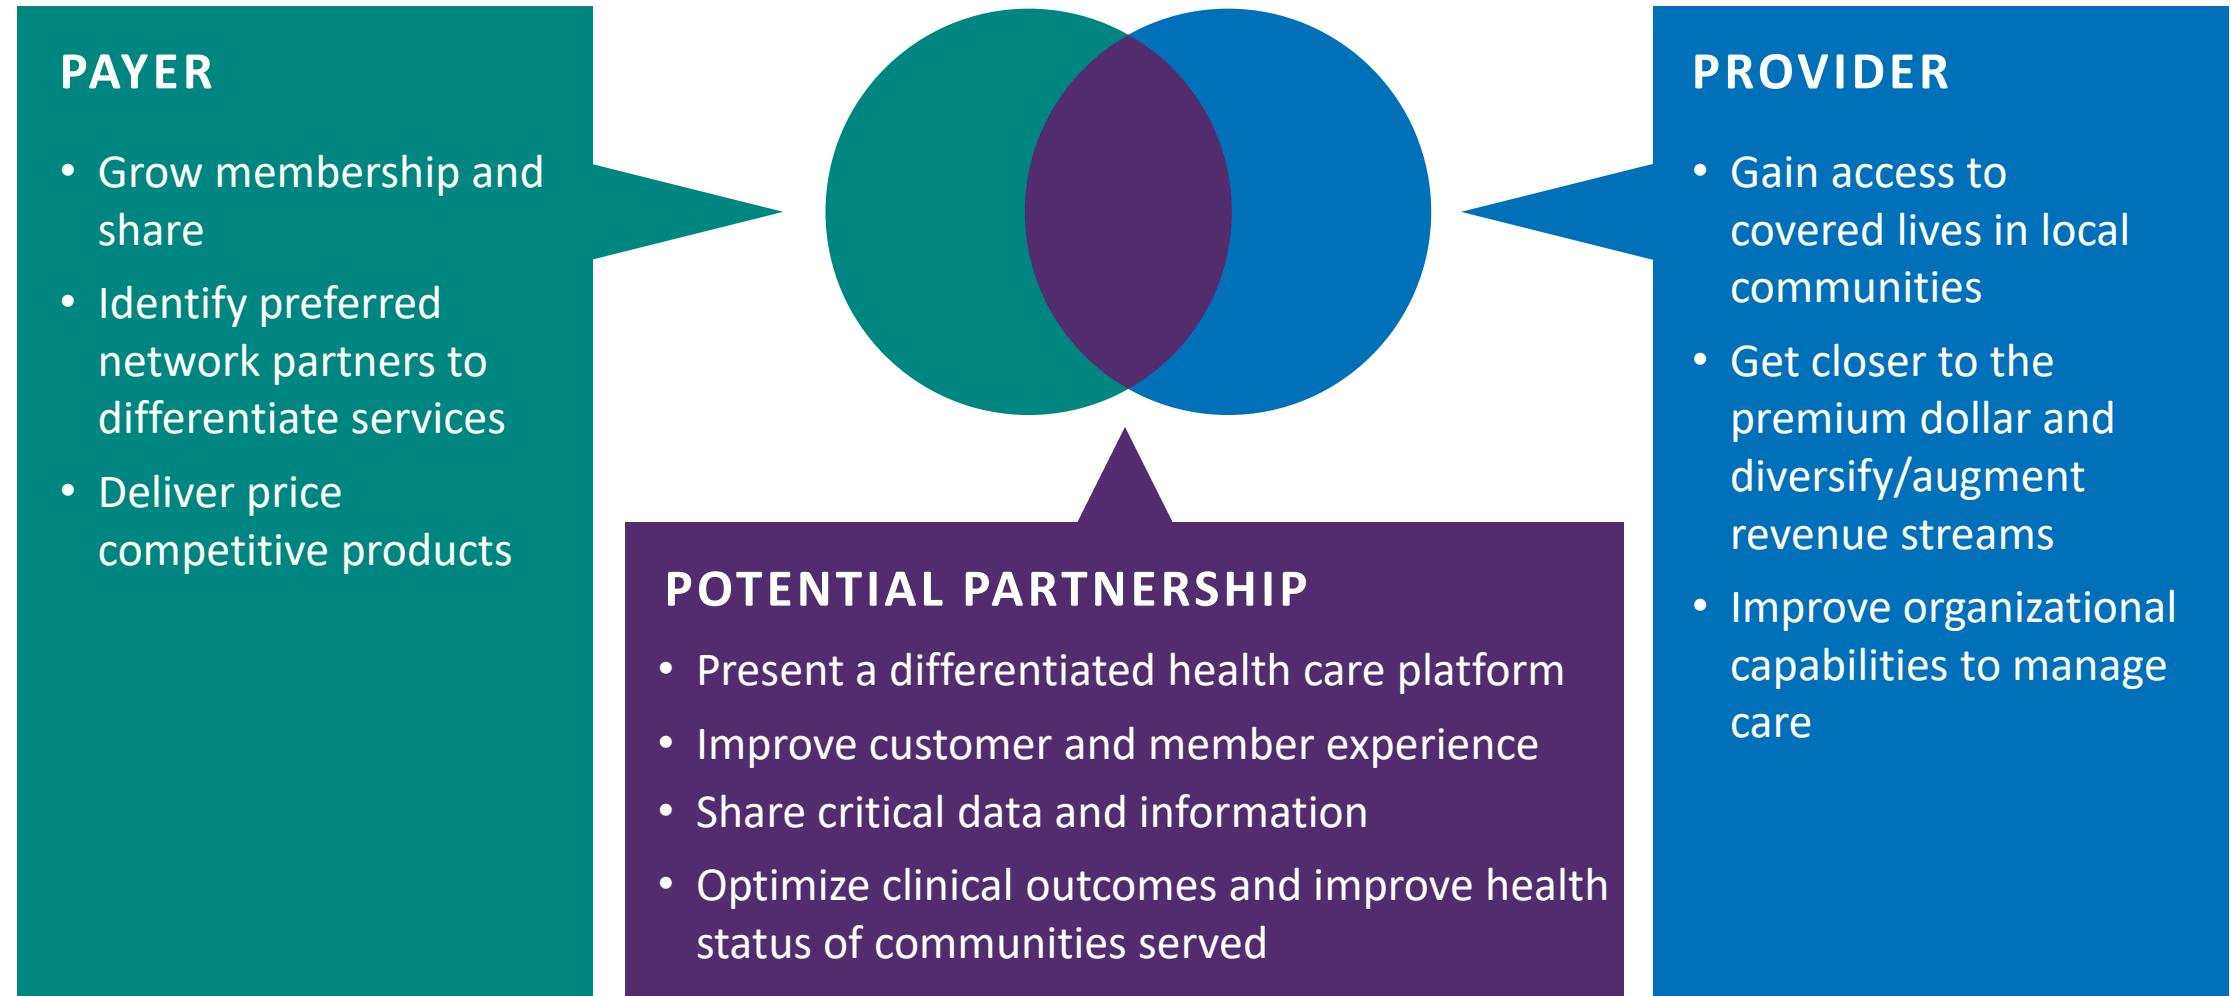 PAYER
• Grow membership and
share
• Identify preferred
network partners to
differentiate services
• Deliver price
competitive products
POTENTIAL PARTNERSHIP
• Present a differentiated health care platform
• Improve customer and member experience
• Share critical data and information
• Optimize clinical outcomes and improve health
status of communities served
PROVIDER
• Gain access to
covered lives in local
communities
• Get closer to the
premium dollar and
diversify/augment
revenue streams
• Improve organizational
capabilities to manage
care